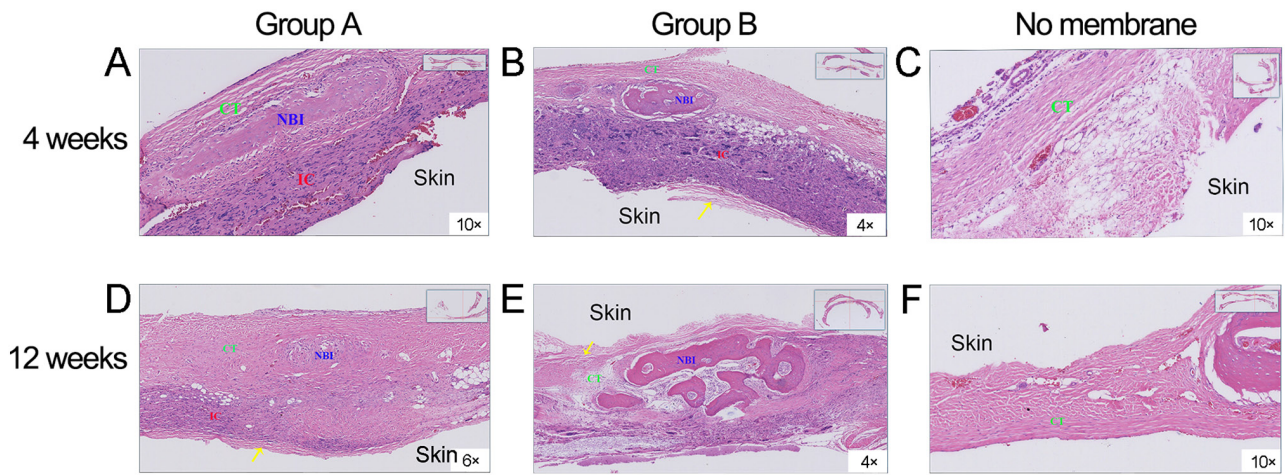 Group A
Group B
No membrane
4 weeks
A
CT
NBI
IC
Skin
10×
B
CT
NBI
IC
Skin
4×
C
CT
Skin
10×
12 weeks
D
CT
NBI
IC
Skin
6×
E
Skin
NBI
CT
4×
F
Skin
CT
10×